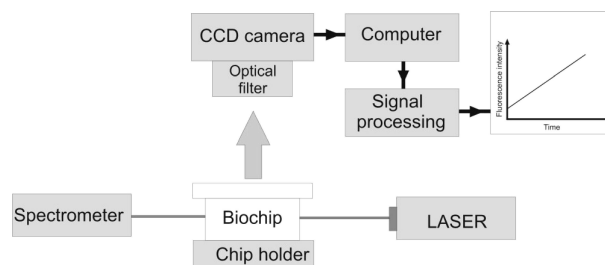 CCD camera
Optical
filter
Computer
Signal
processing
Fluorescence intensity
Time
Spectrometer
Biochip
Chip holder
LASER